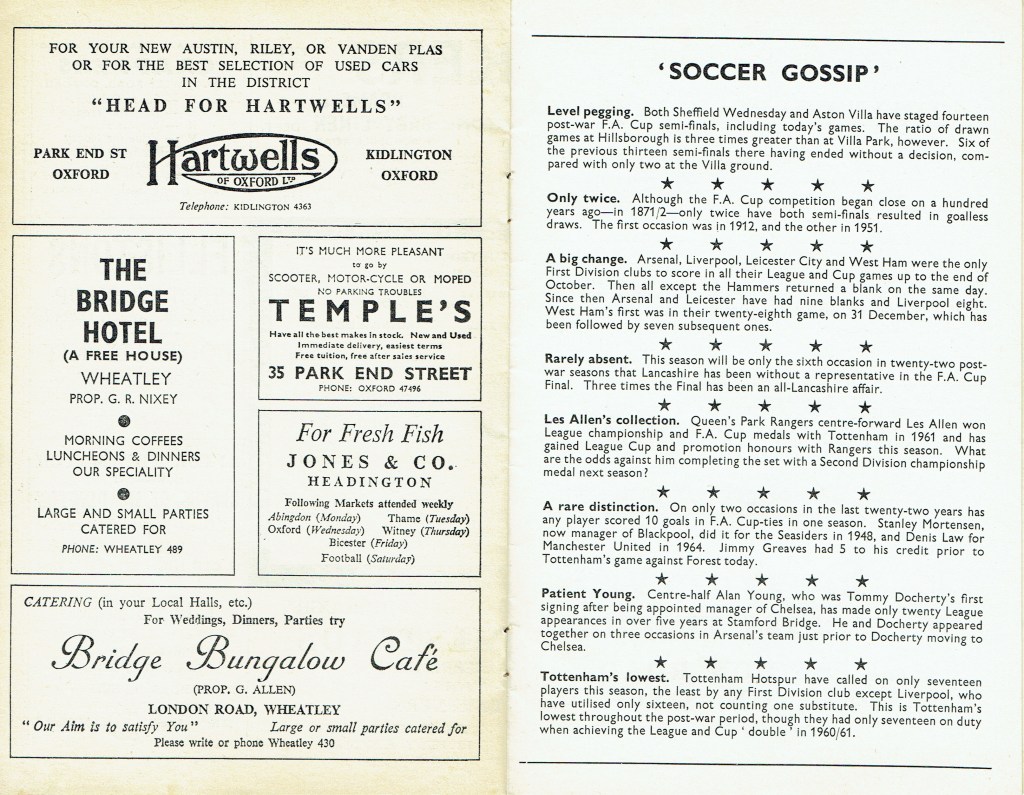 FOR YOUR NEW AUSTIN, RILEY, OR VANDEN PLAS
OR FOR THE BEST SELECTION OF USED CARS
IN THE DISTRICT
"HEAD FOR HARTWELLS"
PARK END ST
OXFORD
Hartwells
OF OXFORD LTD
KIDLINGTON
OXFORD
Telephone: KIDLINGTON 4363
THE
BRIDGE
HOTEL
(A FREE HOUSE)
WHEATLEY
PROP. G. R. NIXEY
MORNING COFFEES
LUNCHEONS & DINNERS
OUR SPECIALITY
LARGE AND SMALL PARTIES
CATERED FOR
PHONE: WHEATLEY 489
IT'S MUCH MORE PLEASANT
to go by
SCOOTER, MOTOR-CYCLE OR MOPED
NO PARKING TROUBLES
TEMPLE'S
Have all the best makes in stock. New and Used
Immediate delivery, easiest terms
Free tuition, free after sales service
35 PARK END STREET
PHONE: OXFORD 47496
For Fresh Fish
JONES & CO.
HEADINGTON
Following Markets attended weekly
Abingdon (Monday) Thame (Tuesday)
Oxford (Wednesday) Witney (Thursday)
Bicester (Friday)
Football (Saturday)
CATERING (in your Local Halls, etc.)
For Weddings, Dinners, Parties try
Bridge Bungalow Café
(PROP. G. ALLEN)
LONDON ROAD, WHEATLEY
"Our Aim is to satisfy You" Large or small parties catered for
Please write or phone Wheatley 430
'SOCCER GOSSIP'
Level pegging. Both Sheffield Wednesday and Aston Villa have staged fourteen
post-war F.A. Cup semi-finals, including today's games. The ratio of drawn
games at Hillsborough is three times greater than at Villa Park, however. Six of
the previous thirteen semi-finals there having ended without a decision, com-
pared with only two at the Villa ground.
Only twice. Although the F.A. Cup competition began close on a hundred
years ago—in 1871/2—only twice have both semi-finals resulted in goalless
draws. The first occasion was in 1912, and the other in 1951.
A big change. Arsenal, Liverpool, Leicester City and West Ham were the only
First Division clubs to score in all their League and Cup games up to the end of
October. Then all except the Hammers returned a blank on the same day.
Since then Arsenal and Leicester have had nine blanks and Liverpool eight.
West Ham's first was in their twenty-eighth game, on 31 December, which has
been followed by seven subsequent ones.
Rarely absent. This season will be only the sixth occasion in twenty-two post-
war seasons that Lancashire has been without a representative in the F.A. Cup
Final. Three times the Final has been an all-Lancashire affair.
Les Allen's collection. Queen's Park Rangers centre-forward Les Allen won
League championship and F.A. Cup medals with Tottenham in 1961 and has
gained League Cup and promotion honours with Rangers this season. What
are the odds against him completing the set with a Second Division championship
medal next season?
A rare distinction. On only two occasions in the last twenty-two years has
any player scored 10 goals in F.A. Cup-ties in one season. Stanley Mortensen,
now manager of Blackpool, did it for the Seasiders in 1948, and Denis Law for
Manchester United in 1964. Jimmy Greaves had 5 to his credit prior to
Tottenham's game against Forest today.
Patient Young. Centre-half Alan Young, who was Tommy Docherty's first
signing after being appointed manager of Chelsea, has made only twenty League
appearances in over five years at Stamford Bridge. He and Docherty appeared
together on three occasions in Arsenal's team just prior to Docherty moving to
Chelsea.
Tottenham's lowest. Tottenham Hotspur have called on only seventeen
players this season, the least by any First Division club except Liverpool, who
have utilised only sixteen, not counting one substitute. This is Tottenham's
lowest throughout the post-war period, though they had only seventeen on duty
when achieving the League and Cup 'double' in 1960/61.